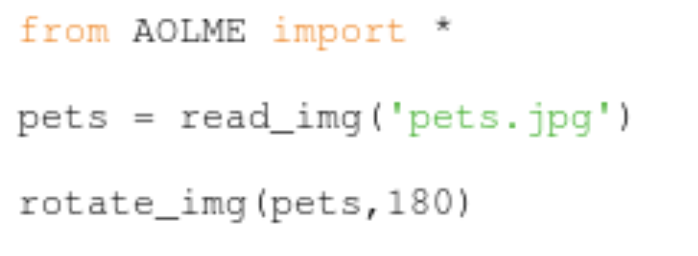 from AOLME import *
pets = read_img('pets.jpg')
rotate_img(pets,180)